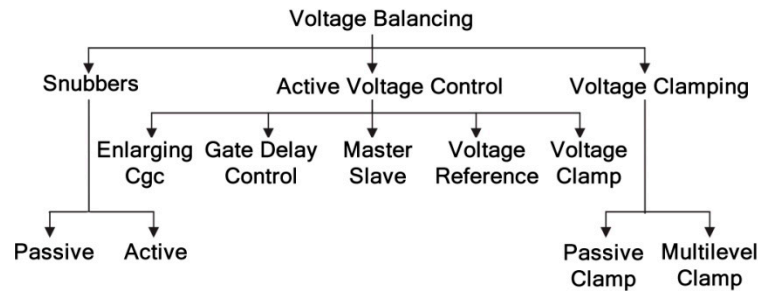 Voltage Balancing
Snubbers
Active Voltage Control
Voltage Clamping
Enlarging
Cgc
Gate Delay
Control
Master
Slave
Voltage
Reference
Voltage
Clamp
Passive
Active
Passive
Clamp
Multilevel
Clamp